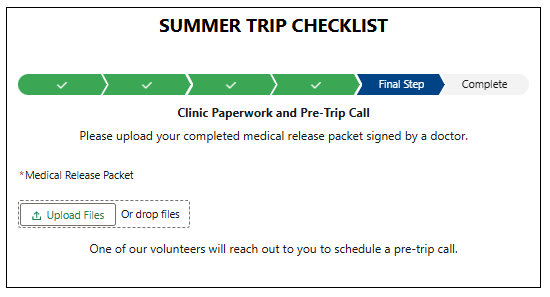 SUMMER TRIP CHECKLIST
Final Step
Complete
Clinic Paperwork and Pre-Trip Call
Please upload your completed medical release packet signed by a doctor.
*Medical Release Packet
Upload Files Or drop files
One of our volunteers will reach out to you to schedule a pre-trip call.